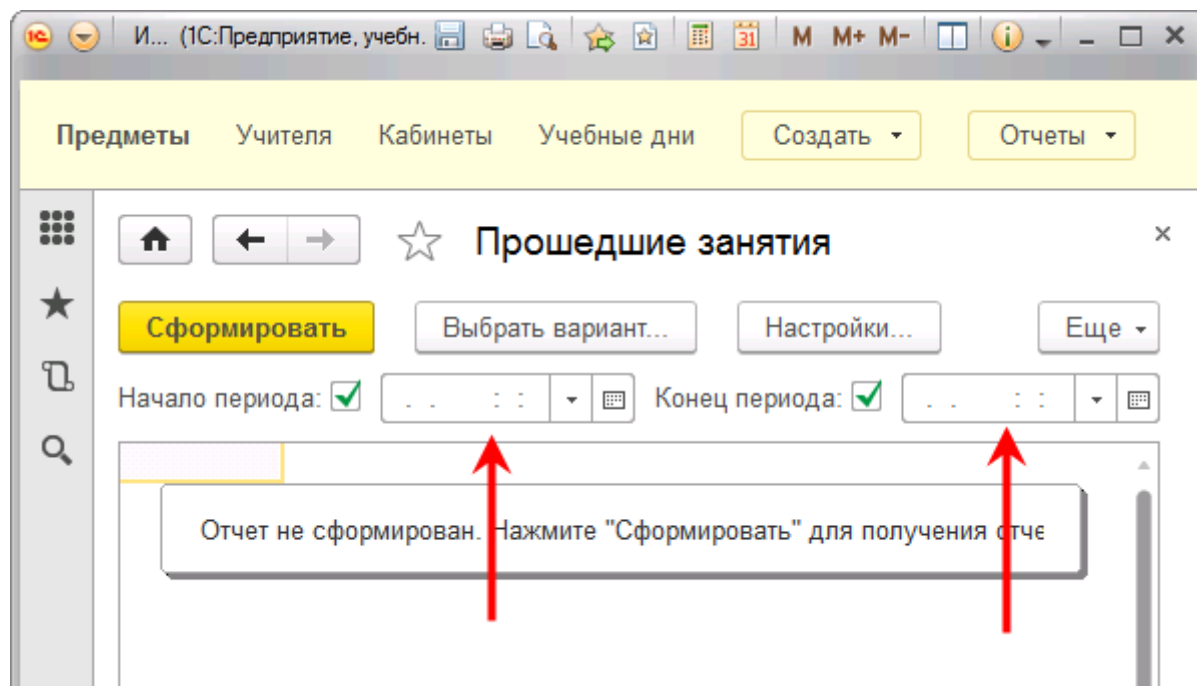 И... (1С:Предприятие, учебн. 31 M M+ M-
Предметы Учителя Кабинеты Учебные дни Создать Отчеты
Прошедшие занятия
Сформировать Выбрать вариант... Настройки... Еще
Начало периода: . . : : Конец периода: . . : :
Отчет не сформирован. Нажмите "Сформировать" для получения отче